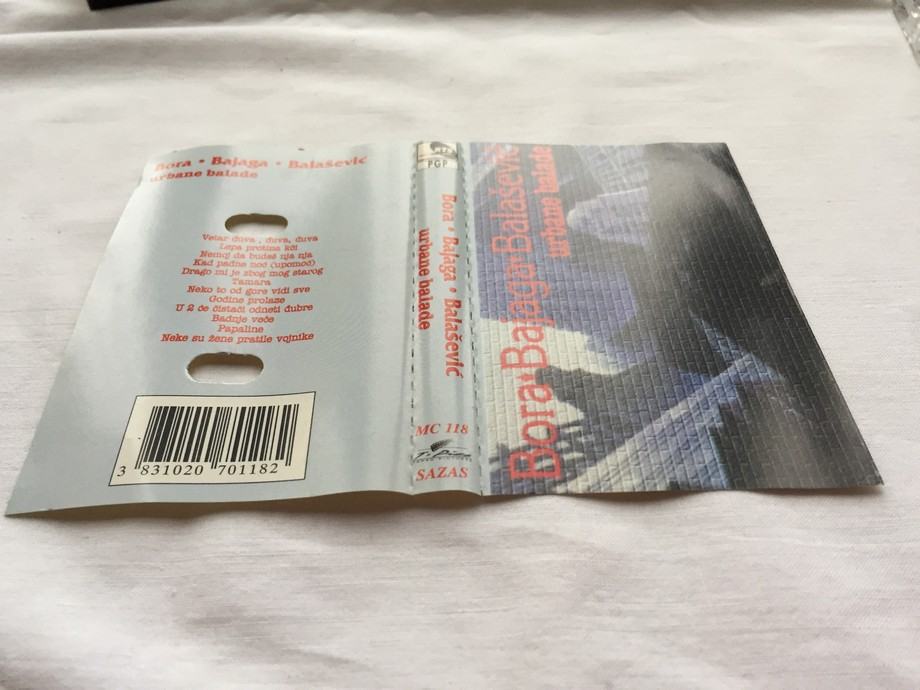 Bora • Bajaga • Balašević
urbane balade
Vetar duva , duva, duva
Lepa protina kći
Nemoj da budeš nja nja
Kad padne noć (upomoć)
Drago mi je zbog mog starog
Tamara
Neko to od gore vidi sve
Godine prolaze
U 2 će čistači odneti đubre
Badnje veče
Papaline
Neke su žene pratile vojnike
3 831020 701182
PGP
Bora • Bajaga • Balašević
urbane balade
MC 118
SAZAS
Bora•Bajaga•Balašević
urbane balade